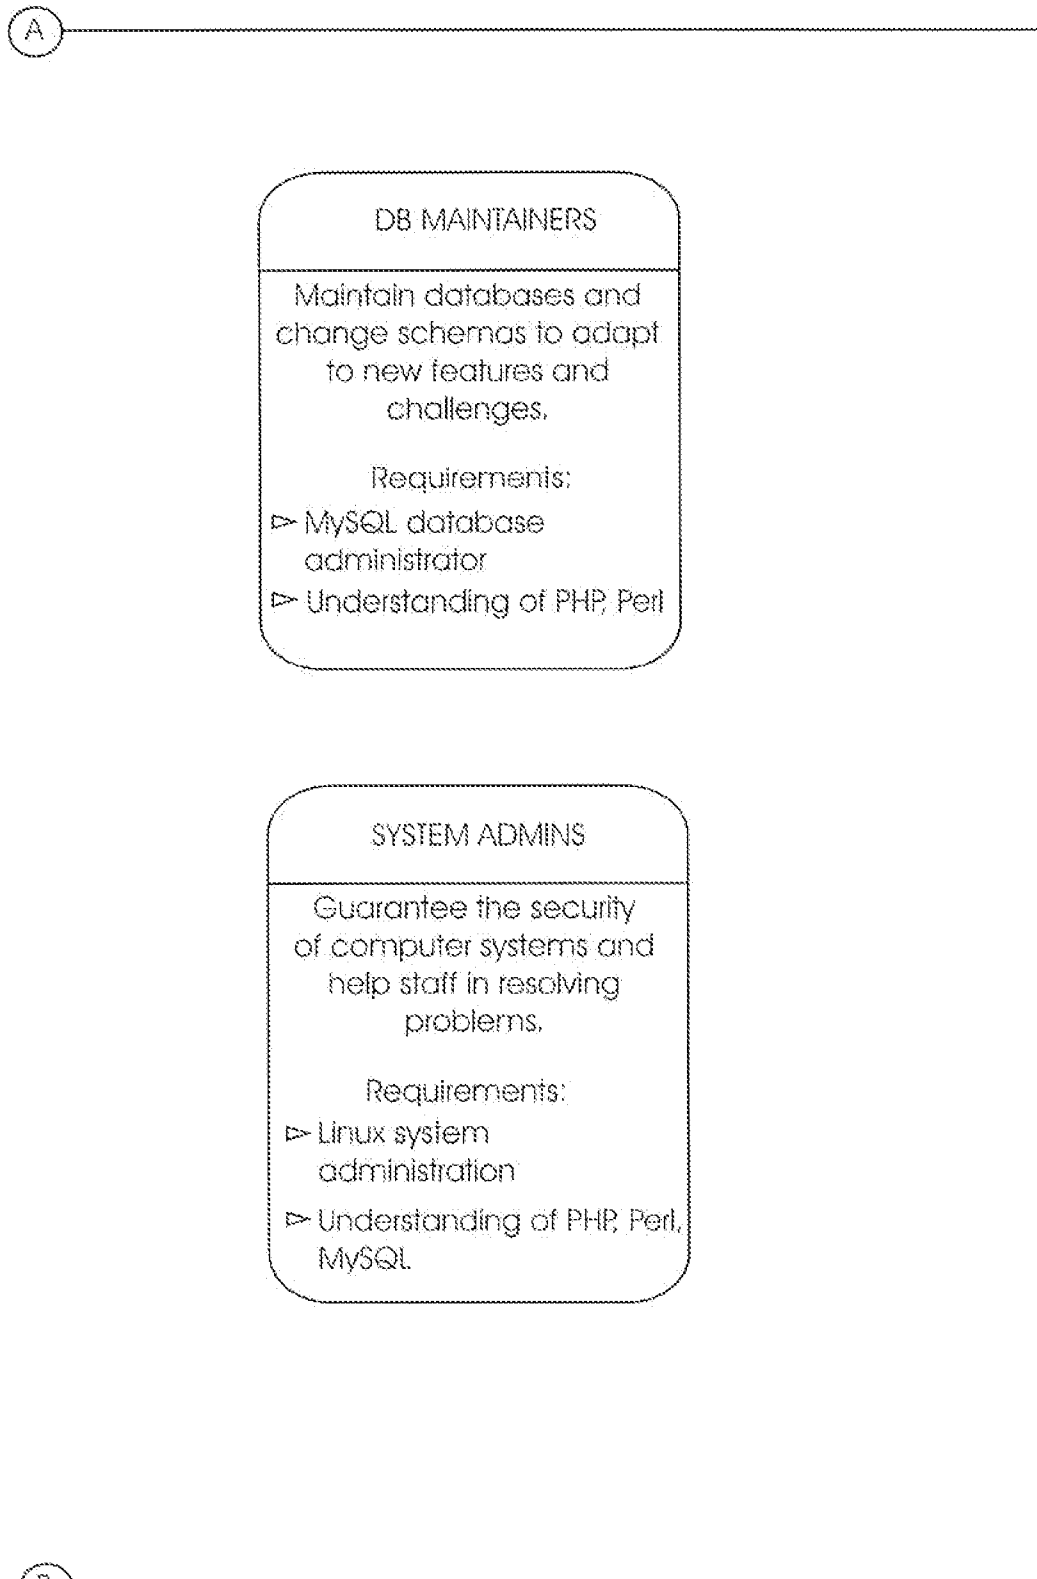 A
DB MAINTAINERS
Maintain databases and
change schemas to adapt
to new features and
challenges.
Requirements:
MySQL database
administrator
Understanding of PHP, Perl
SYSTEM ADMINS
Guarantee the security
of computer systems and
help staff in resolving
problems.
Requirements:
Linux system
administration
Understanding of PHP, Perl,
MySQL